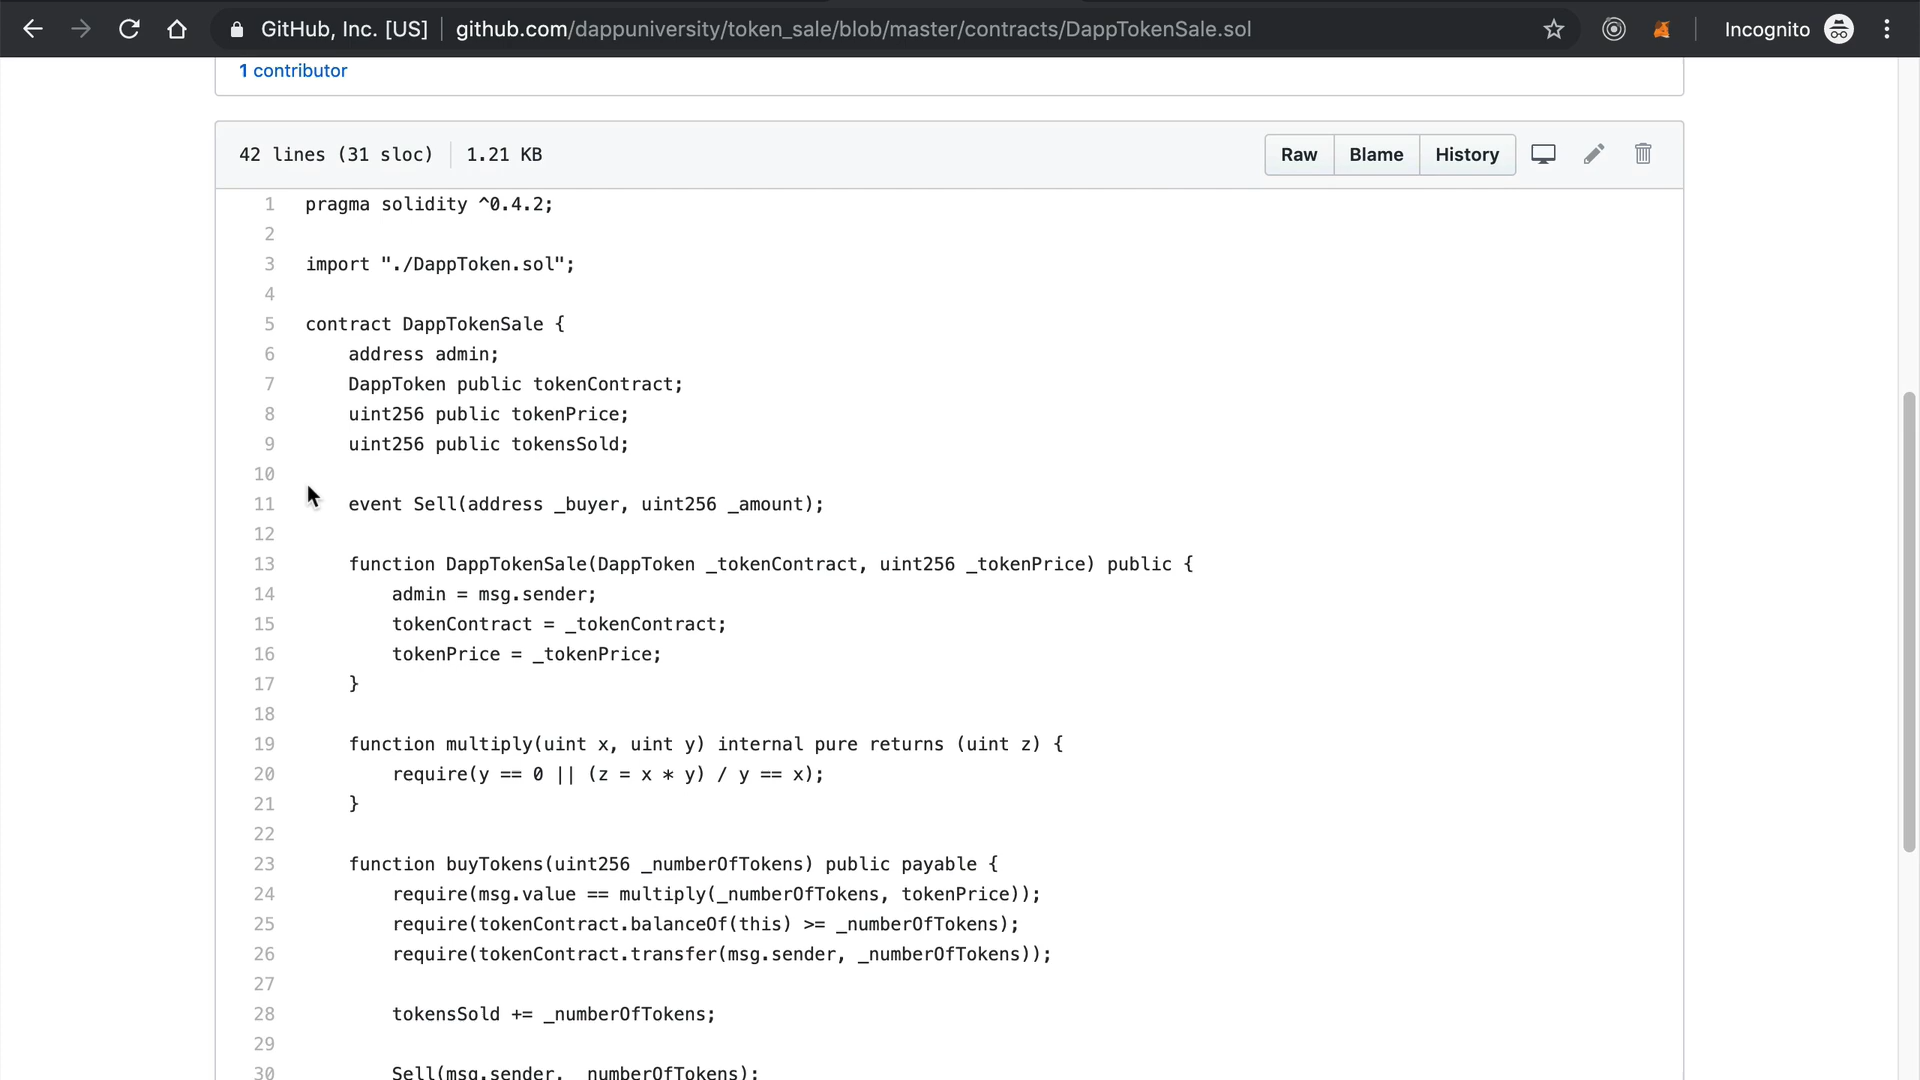 GitHub, Inc. [US] github.com/dappuniversity/token_sale/blob/master/contracts/DappTokenSale.sol Incognito
1 contributor
42 lines (31 sloc) 1.21 KB Raw Blame History
1 pragma solidity ^0.4.2;
2
3 import "./DappToken.sol";
4
5 contract DappTokenSale {
6 address admin;
7 DappToken public tokenContract;
8 uint256 public tokenPrice;
9 uint256 public tokensSold;
10
11 event Sell(address _buyer, uint256 _amount);
12
13 function DappTokenSale(DappToken _tokenContract, uint256 _tokenPrice) public {
14 admin = msg.sender;
15 tokenContract = _tokenContract;
16 tokenPrice = _tokenPrice;
17 }
18
19 function multiply(uint x, uint y) internal pure returns (uint z) {
20 require(y == 0 || (z = x * y) / y == x);
21 }
22
23 function buyTokens(uint256 _numberOfTokens) public payable {
24 require(msg.value == multiply(_numberOfTokens, tokenPrice));
25 require(tokenContract.balanceOf(this) >= _numberOfTokens);
26 require(tokenContract.transfer(msg.sender, _numberOfTokens));
27
28 tokensSold += _numberOfTokens;
29
30 Sell(msg.sender, _numberOfTokens);